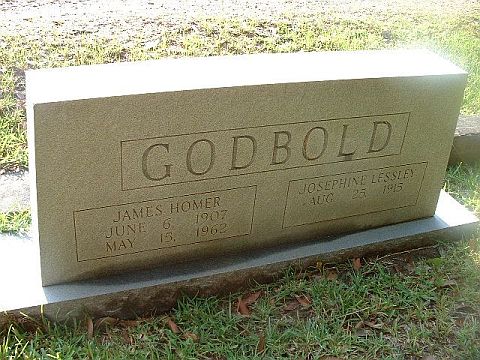 GODBOLD
JAMES HOMER
JUNE 6, 1907
MAY 15, 1962
JOSEPHINE LESSLEY
AUG. 25, 1915